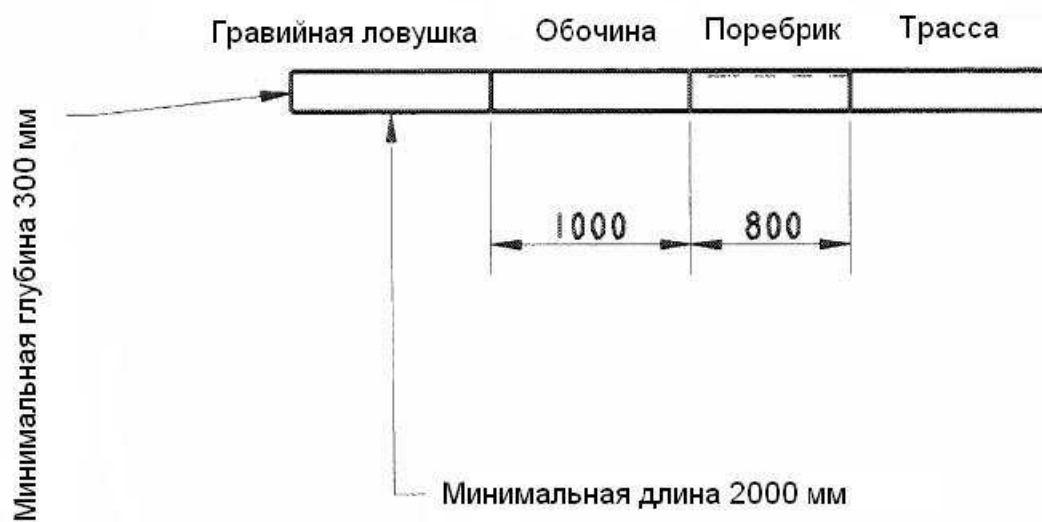 Гравийная ловушка
Обочина
Поребрик
Трасса
Минимальная глубина 300 мм
1000
800
Минимальная длина 2000 мм